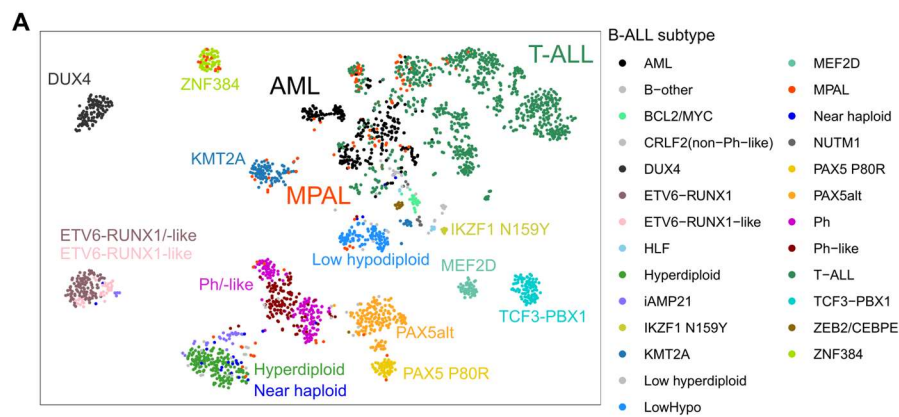 A
B-ALL subtype
DUX4
ZNF384
AML
T-ALL
KMT2A
MPAL
IKZF1 N159Y
ETV6-RUNX1/-like
ETV6-RUNX1-like
Low hypodiploid
MEF2D
Ph/-like
TCF3-PBX1
PAX5alt
Hyperdiploid
PAX5 P80R
Near haploid
AML
B−other
BCL2/MYC
CRLF2(non−Ph−like)
DUX4
ETV6−RUNX1
ETV6−RUNX1−like
HLF
Hyperdiploid
iAMP21
IKZF1 N159Y
KMT2A
Low hyperdiploid
LowHypo
MEF2D
MPAL
Near haploid
NUTM1
PAX5 P80R
PAX5alt
Ph
Ph−like
T−ALL
TCF3−PBX1
ZEB2/CEBPE
ZNF384